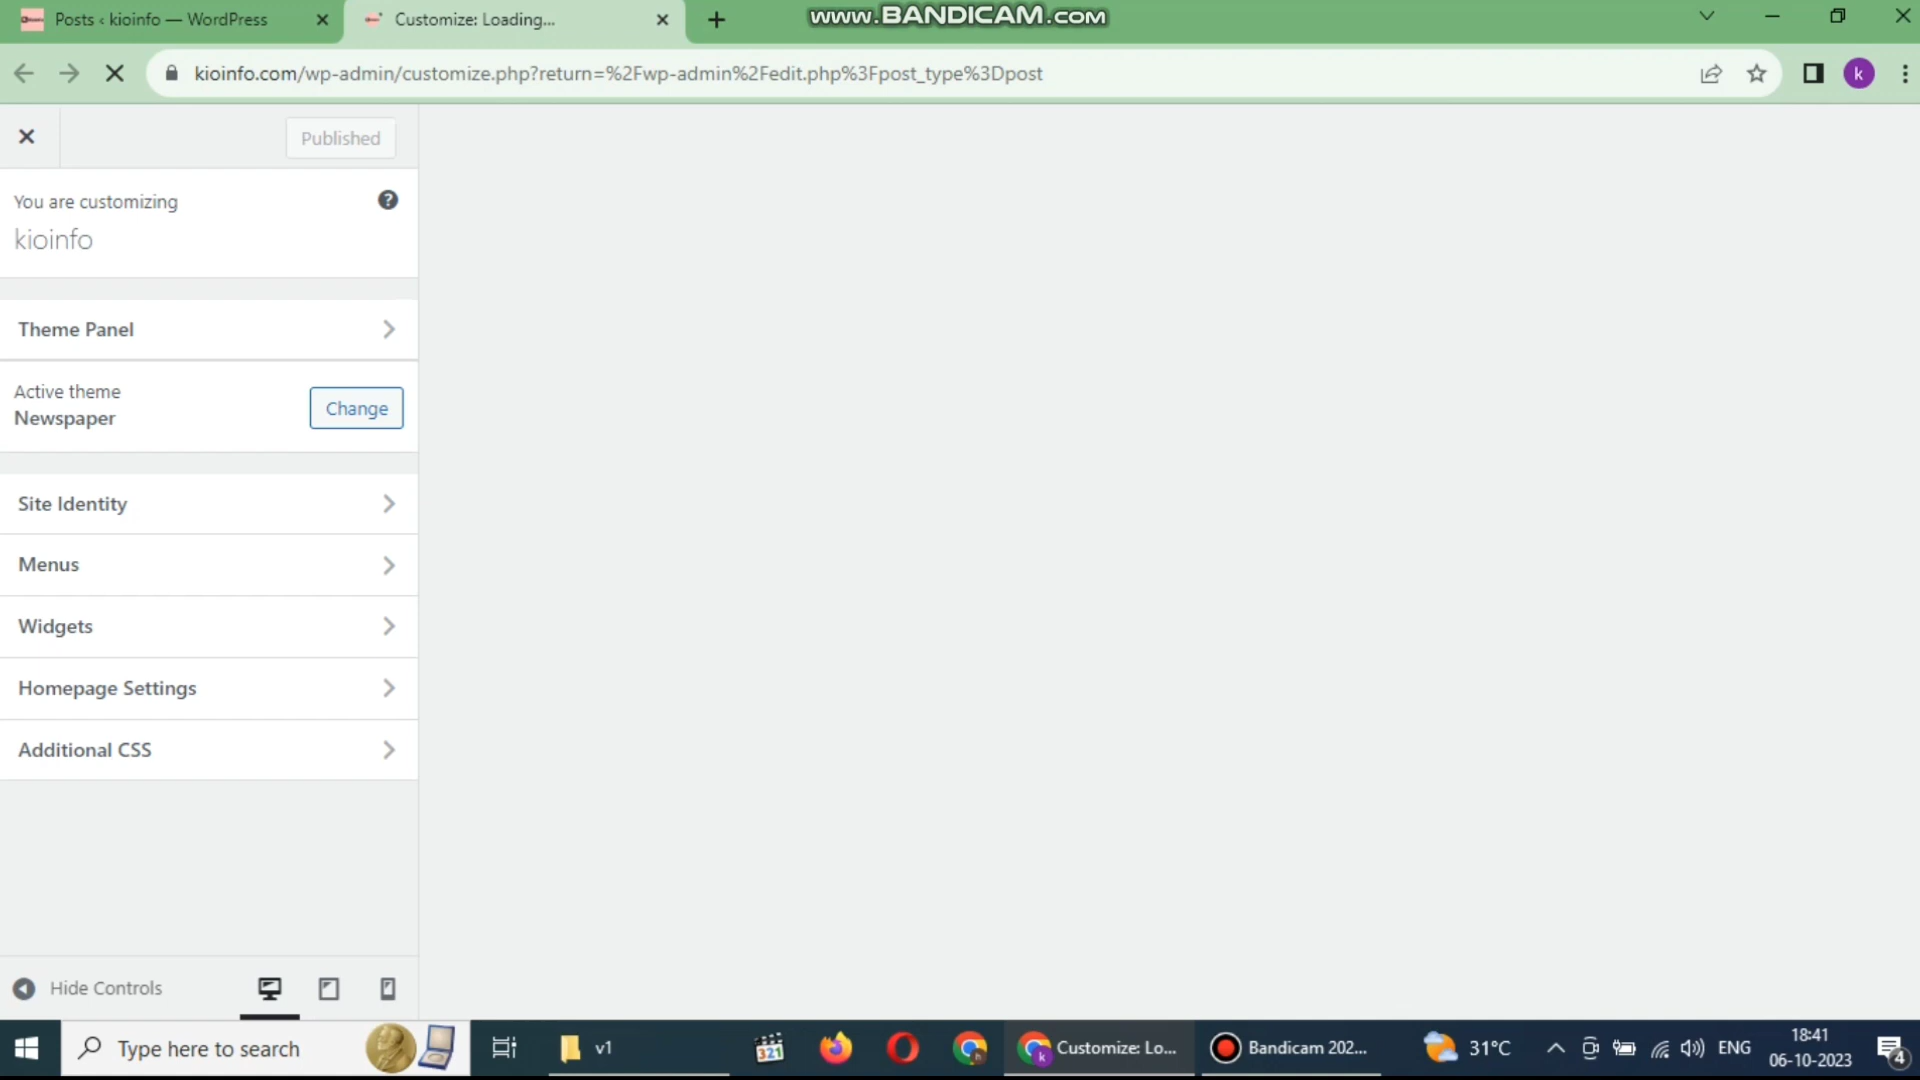 Posts ‹ kioinfo — WordPress
Customize: Loading...
www.BANDICAM.com
kioinfo.com/wp-admin/customize.php?return=%2Fwp-admin%2Fedit.php%3Fpost_type%3Dpost
k
Published
You are customizing
kioinfo
Theme Panel
Active theme
Newspaper
Change
Site Identity
Menus
Widgets
Homepage Settings
Additional CSS
Hide Controls
Type here to search
v1
321
Customize: Lo...
Bandicam 202...
31°C
ENG
18:41
06-10-2023
4